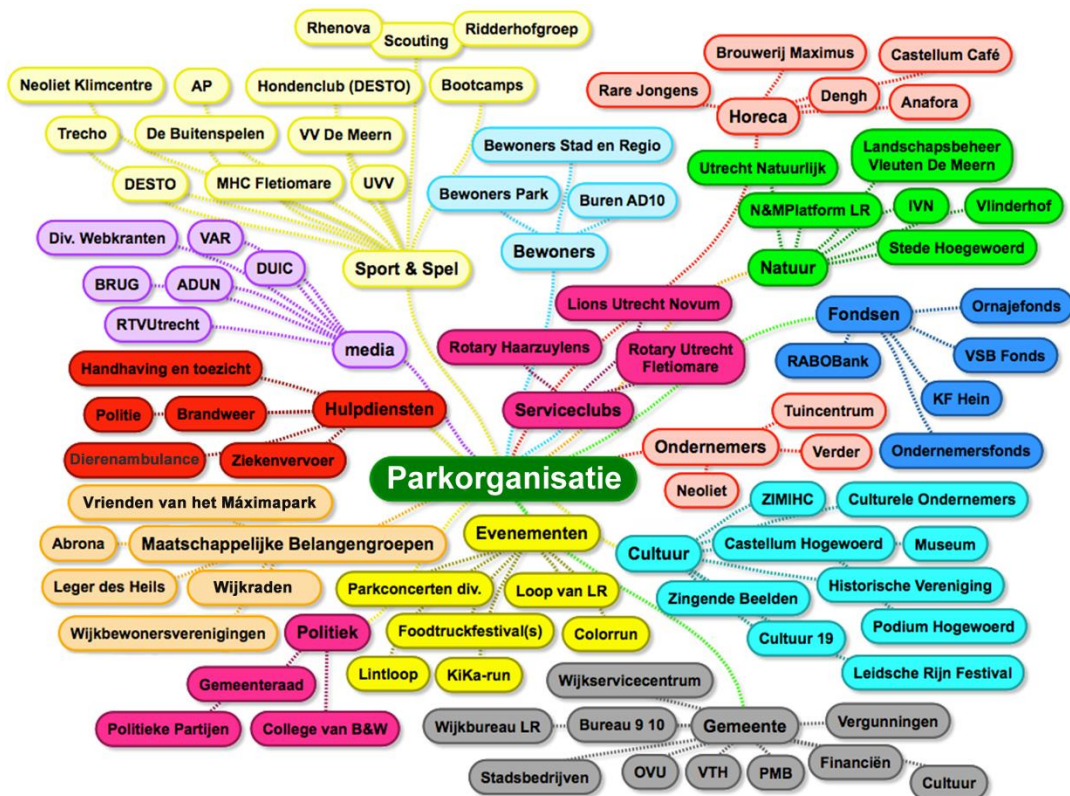 Rhenova
Scouting
Ridderhofgroep
Neoliet Klimcentre
AP
Hondenclub (DESTO)
Bootcamps
Trecho
De Buitenspelen
VV De Meern
DESTO
MHC Fletiomare
UVV
Sport & Spel
Brouwerij Maximus
Castellum Café
Rare Jongens
Dengh
Anafora
Horeca
Bewoners Stad en Regio
Bewoners Park
Buren AD10
Bewoners
Utrecht Natuurlijk
Landschapsbeheer
Vleuten De Meern
N&MPlatform LR
IVN
Vlinderhof
Stede Hoegewoerd
Natuur
Div. Webkranten
VAR
DUIC
BRUG
ADUN
RTVUtrecht
media
Lions Utrecht Novum
Rotary Haarzuylens
Rotary Utrecht
Fletiomare
Serviceclubs
Fondsen
Ornajefonds
RABOBank
VSB Fonds
KF Hein
Ondernemersfonds
Handhaving en toezicht
Politie
Brandweer
Hulpdiensten
Dierenambulance
Ziekenvervoer
Tuincentrum
Ondernemers
Verder
Neoliet
Parkorganisatie
Vrienden van het Máximapark
Abrona
Maatschappelijke Belangengroepen
Leger des Heils
Wijkraden
Wijkbewonersverenigingen
Evenementen
Parkconcerten div.
Loop van LR
Foodtruckfestival(s)
Colorrun
Lintloop
KiKa-run
ZIMIHC
Culturele Ondernemers
Cultuur
Castellum Hogewoerd
Museum
Historische Vereniging
Zingende Beelden
Podium Hogewoerd
Cultuur 19
Leidsche Rijn Festival
Politiek
Gemeenteraad
Politieke Partijen
College van B&W
Wijkservicecentrum
Wijkbureau LR
Bureau 9 10
Gemeente
Vergunningen
Stadsbedrijven
OVU
VTH
PMB
Financiën
Cultuur